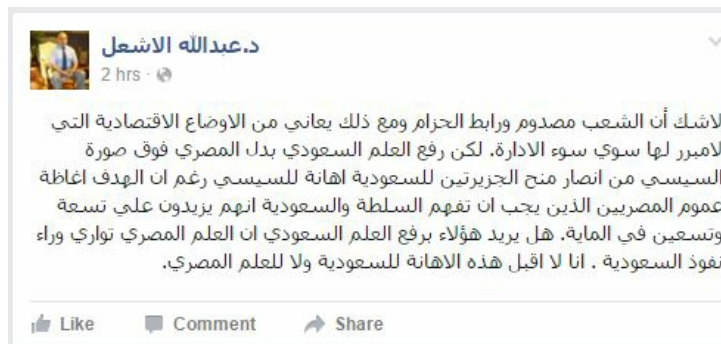 د.عبدالله الاشعل
2 hrs ·
لاشك أن الشعب مصدوم ورابط الحزام ومع ذلك يعاني من الاوضاع الاقتصادية التي
لامبرر لها سوي سوء الادارة. لكن رفع العلم السعودي بدل المصري فوق صورة
السيسي من انصار منح الجزيرتين للسعودية اهانة للسيسي رغم ان الهدف اغاظة
عموم المصريين الذين يجب ان تفهم السلطة والسعودية انهم يزيدون علي تسعة
وتسعين في الماية. هل يريد هؤلاء برفع العلم السعودي ان العلم المصري تواري وراء
نفوذ السعودية . انا لا اقبل هذه الاهانة للسعودية ولا للعلم المصري.
Like Comment Share